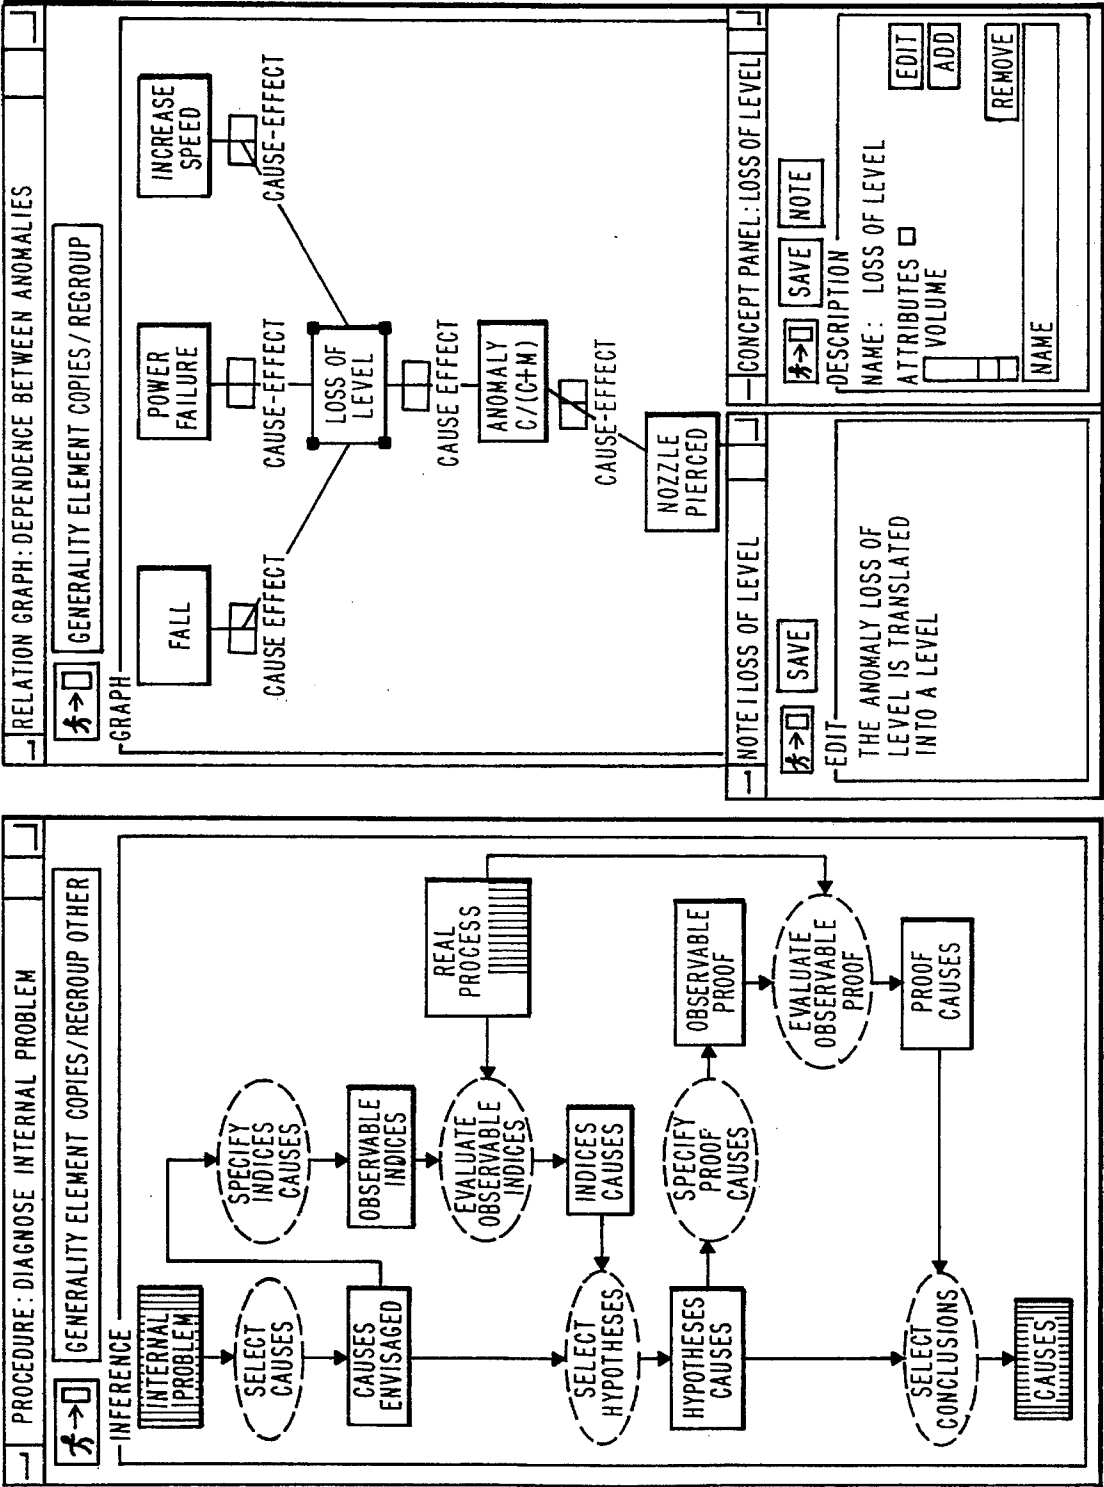 PROCEDURE: DIAGNOSE INTERNAL PROBLEM
GENERALITY ELEMENT COPIES/REGROUP OTHER
INFERENCE
INTERNAL
PROBLEM
SELECT
CAUSES
CAUSES
ENVISAGED
SPECIFY
INDICES
CAUSES
OBSERVABLE
INDICES
EVALUATE
OBSERVABLE
INDICES
REAL
PROCESS
INDICES
CAUSES
SELECT
HYPOTHESES
HYPOTHESES
CAUSES
SPECIFY
PROOF
CAUSES
OBSERVABLE
PROOF
EVALUATE
OBSERVABLE
PROOF
PROOF
CAUSES
SELECT
CONCLUSIONS
CAUSES
RELATION GRAPH: DEPENDENCE BETWEEN ANOMALIES
GENERALITY ELEMENT COPIES/REGROUP
GRAPH
FALL
POWER
FAILURE
INCREASE
SPEED
CAUSE EFFECT
CAUSE-EFFECT
CAUSE-EFFECT
LOSS OF
LEVEL
CAUSE EFFECT
ANOMALY
C/(C+M)
CAUSE-EFFECT
NOZZLE
PIERCED
NOTE I LOSS OF LEVEL
SAVE
EDIT
THE ANOMALY LOSS OF
LEVEL IS TRANSLATED
INTO A LEVEL
CONCEPT PANEL: LOSS OF LEVEL
SAVE
NOTE
DESCRIPTION
NAME: LOSS OF LEVEL
ATTRIBUTES
VOLUME
EDIT
ADD
REMOVE
NAME